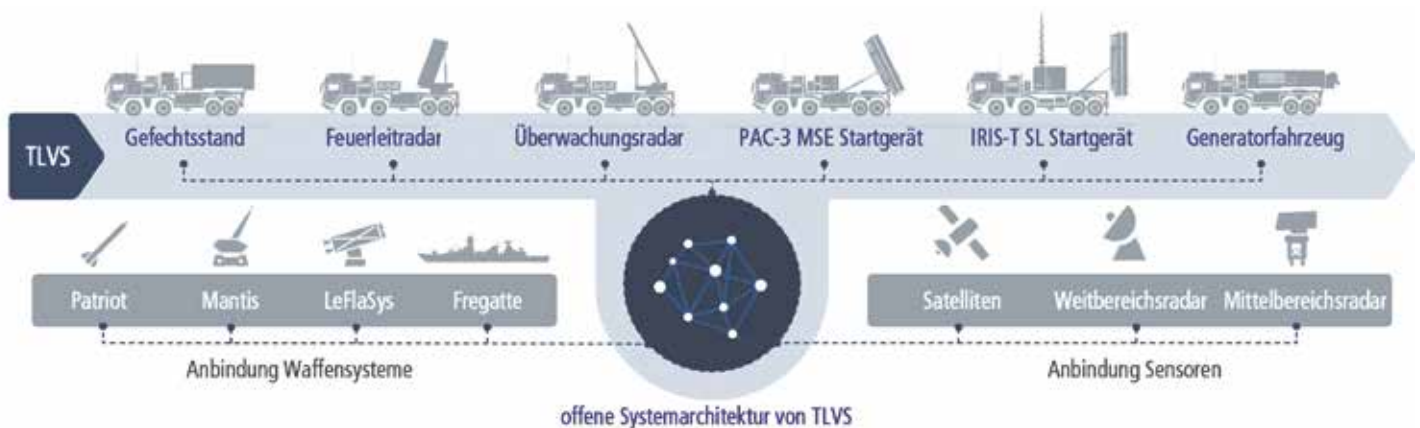 TLVS
Gefechtsstand
Feuerleitradar
Überwachungsradar
PAC-3 MSE Startgerät
IRIS-T SL Startgerät
Generatorfahrzeug
Patriot
Mantis
LeFlaSys
Fregatte
Satelliten
Weitbereichsradar
Mittelbereichsradar
Anbindung Waffensysteme
Anbindung Sensoren
offene Systemarchitektur von TLVS